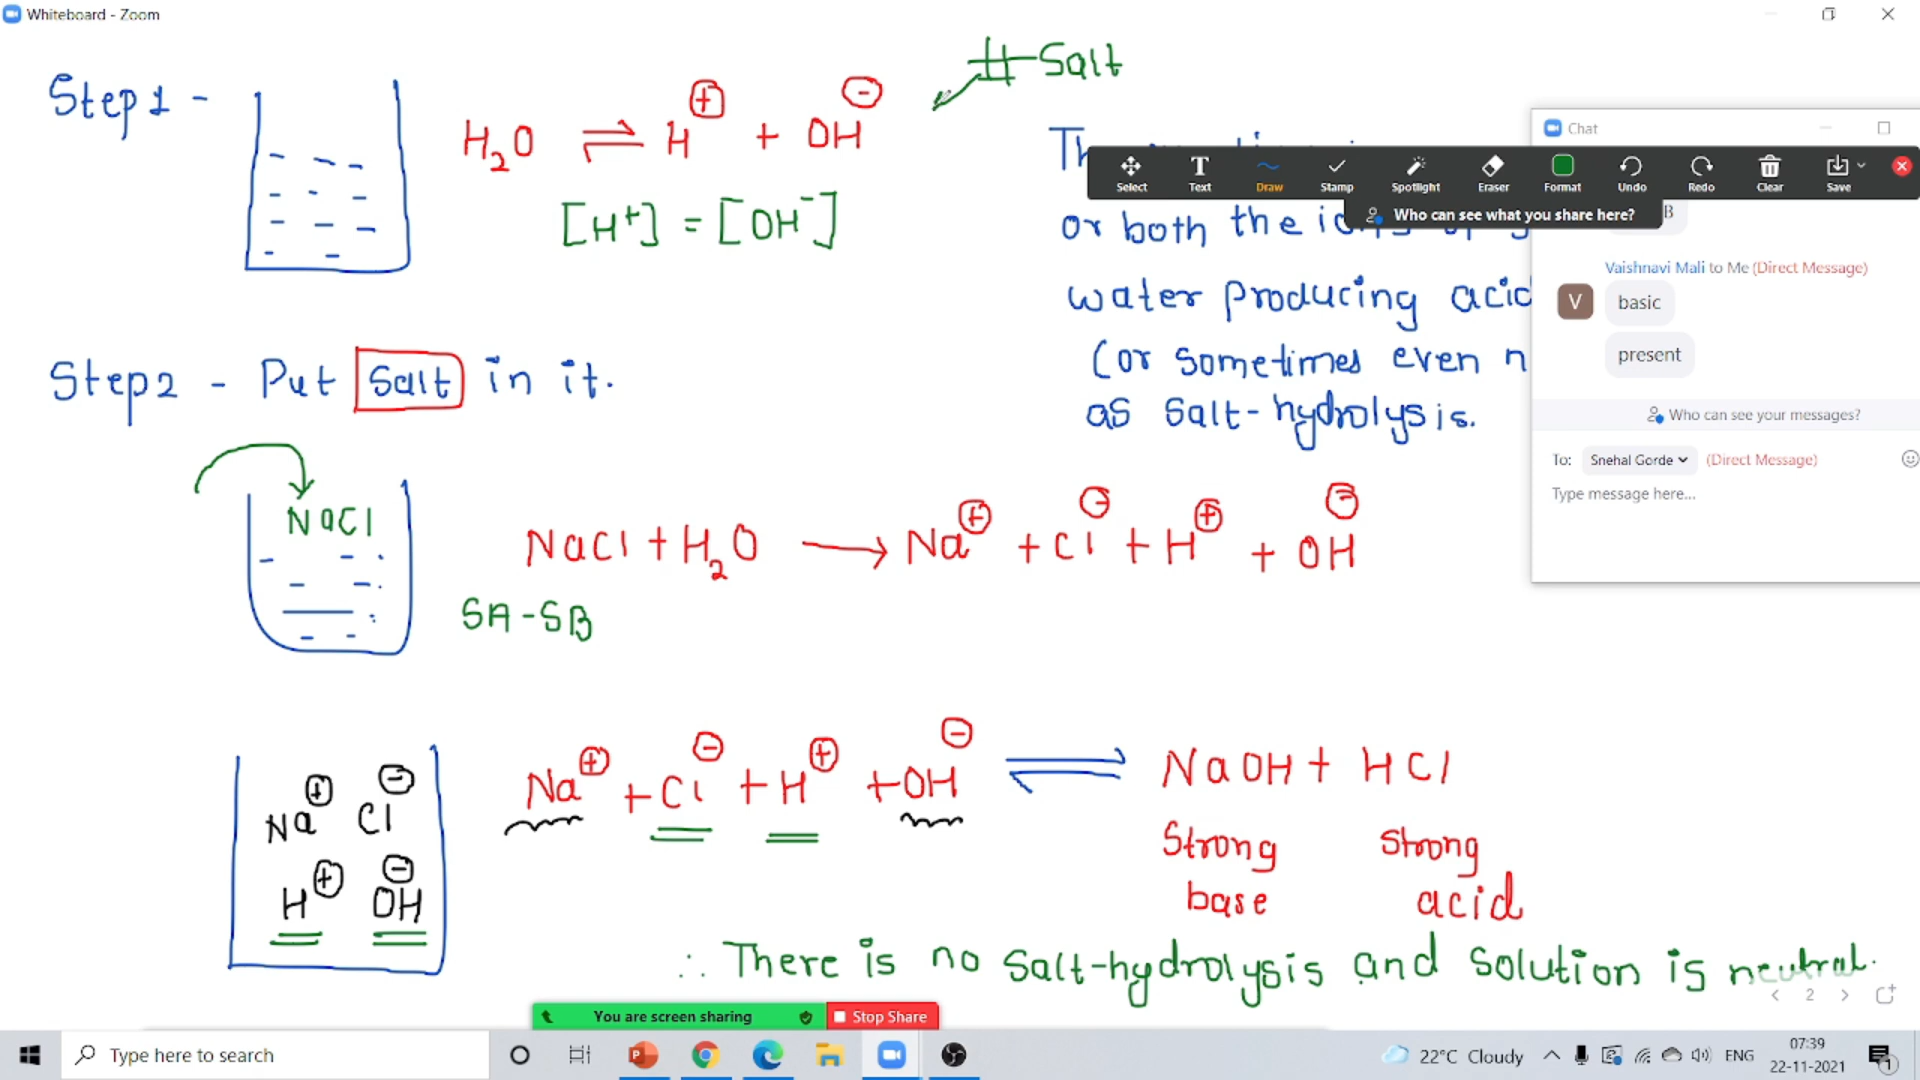 Whiteboard - Zoom
# Salt
Step 1 -
H2O ⇌ H⊕ + OH⊖
[H+] = [OH-]
Select Text Draw Stamp Spotlight Eraser Format Undo Redo Clear Save
Who can see what you share here?
or both the
water producing acid
(or sometimes even n
as salt-hydrolysis.
Chat
B
Vaishnavi Mali to Me (Direct Message)
V
basic
present
Who can see your messages?
To: Snehal Gorde (Direct Message)
Type message here...
Step2 - Put Salt in it.
NaCl
NaCl + H2O → Na⊕ + Cl⊖ + H⊕ + OH⊖
SA-SB
Na⊕ Cl⊖
H⊕ OH⊖
Na⊕ + Cl⊖ + H⊕ + OH⊖ ⇌ NaOH + HCl
Strong strong
base acid
∴ There is no salt-hydrolysis and solution is neutral.
2
You are screen sharing Stop Share
Type here to search
22°C Cloudy
ENG
07:39
22-11-2021
1